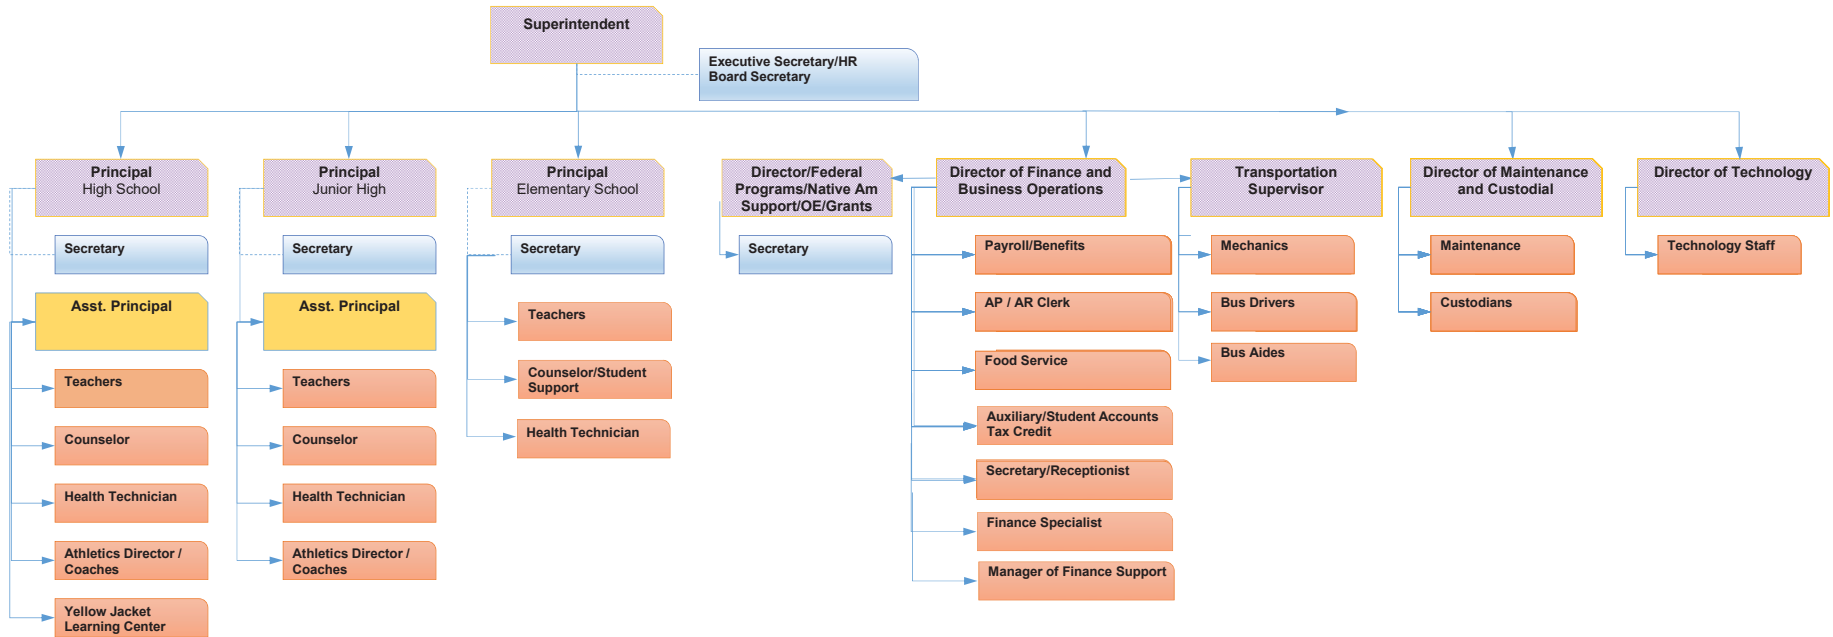 Superintendent
Executive Secretary/HR
Board Secretary
Principal
High School
Principal
Junior High
Principal
Elementary School
Director/Federal
Programs/Native Am
Support/OE/Grants
Director of Finance and
Business Operations
Transportation
Supervisor
Director of Maintenance
and Custodial
Director of Technology
Secretary
Secretary
Secretary
Secretary
Payroll/Benefits
Mechanics
Maintenance
Technology Staff
Asst. Principal
Asst. Principal
Teachers
AP / AR Clerk
Bus Drivers
Custodians
Teachers
Teachers
Counselor/Student
Support
Food Service
Bus Aides
Counselor
Counselor
Health Technician
Auxiliary/Student Accounts
Tax Credit
Health Technician
Health Technician
Secretary/Receptionist
Athletics Director /
Coaches
Athletics Director /
Coaches
Finance Specialist
Manager of Finance Support
Yellow Jacket
Learning Center